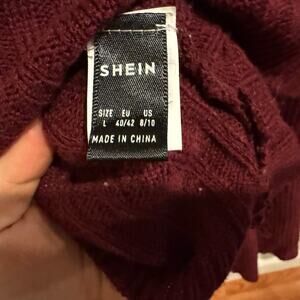 SHEIN
SIZE EU US
L 40/42 8/10
MADE IN CHINA